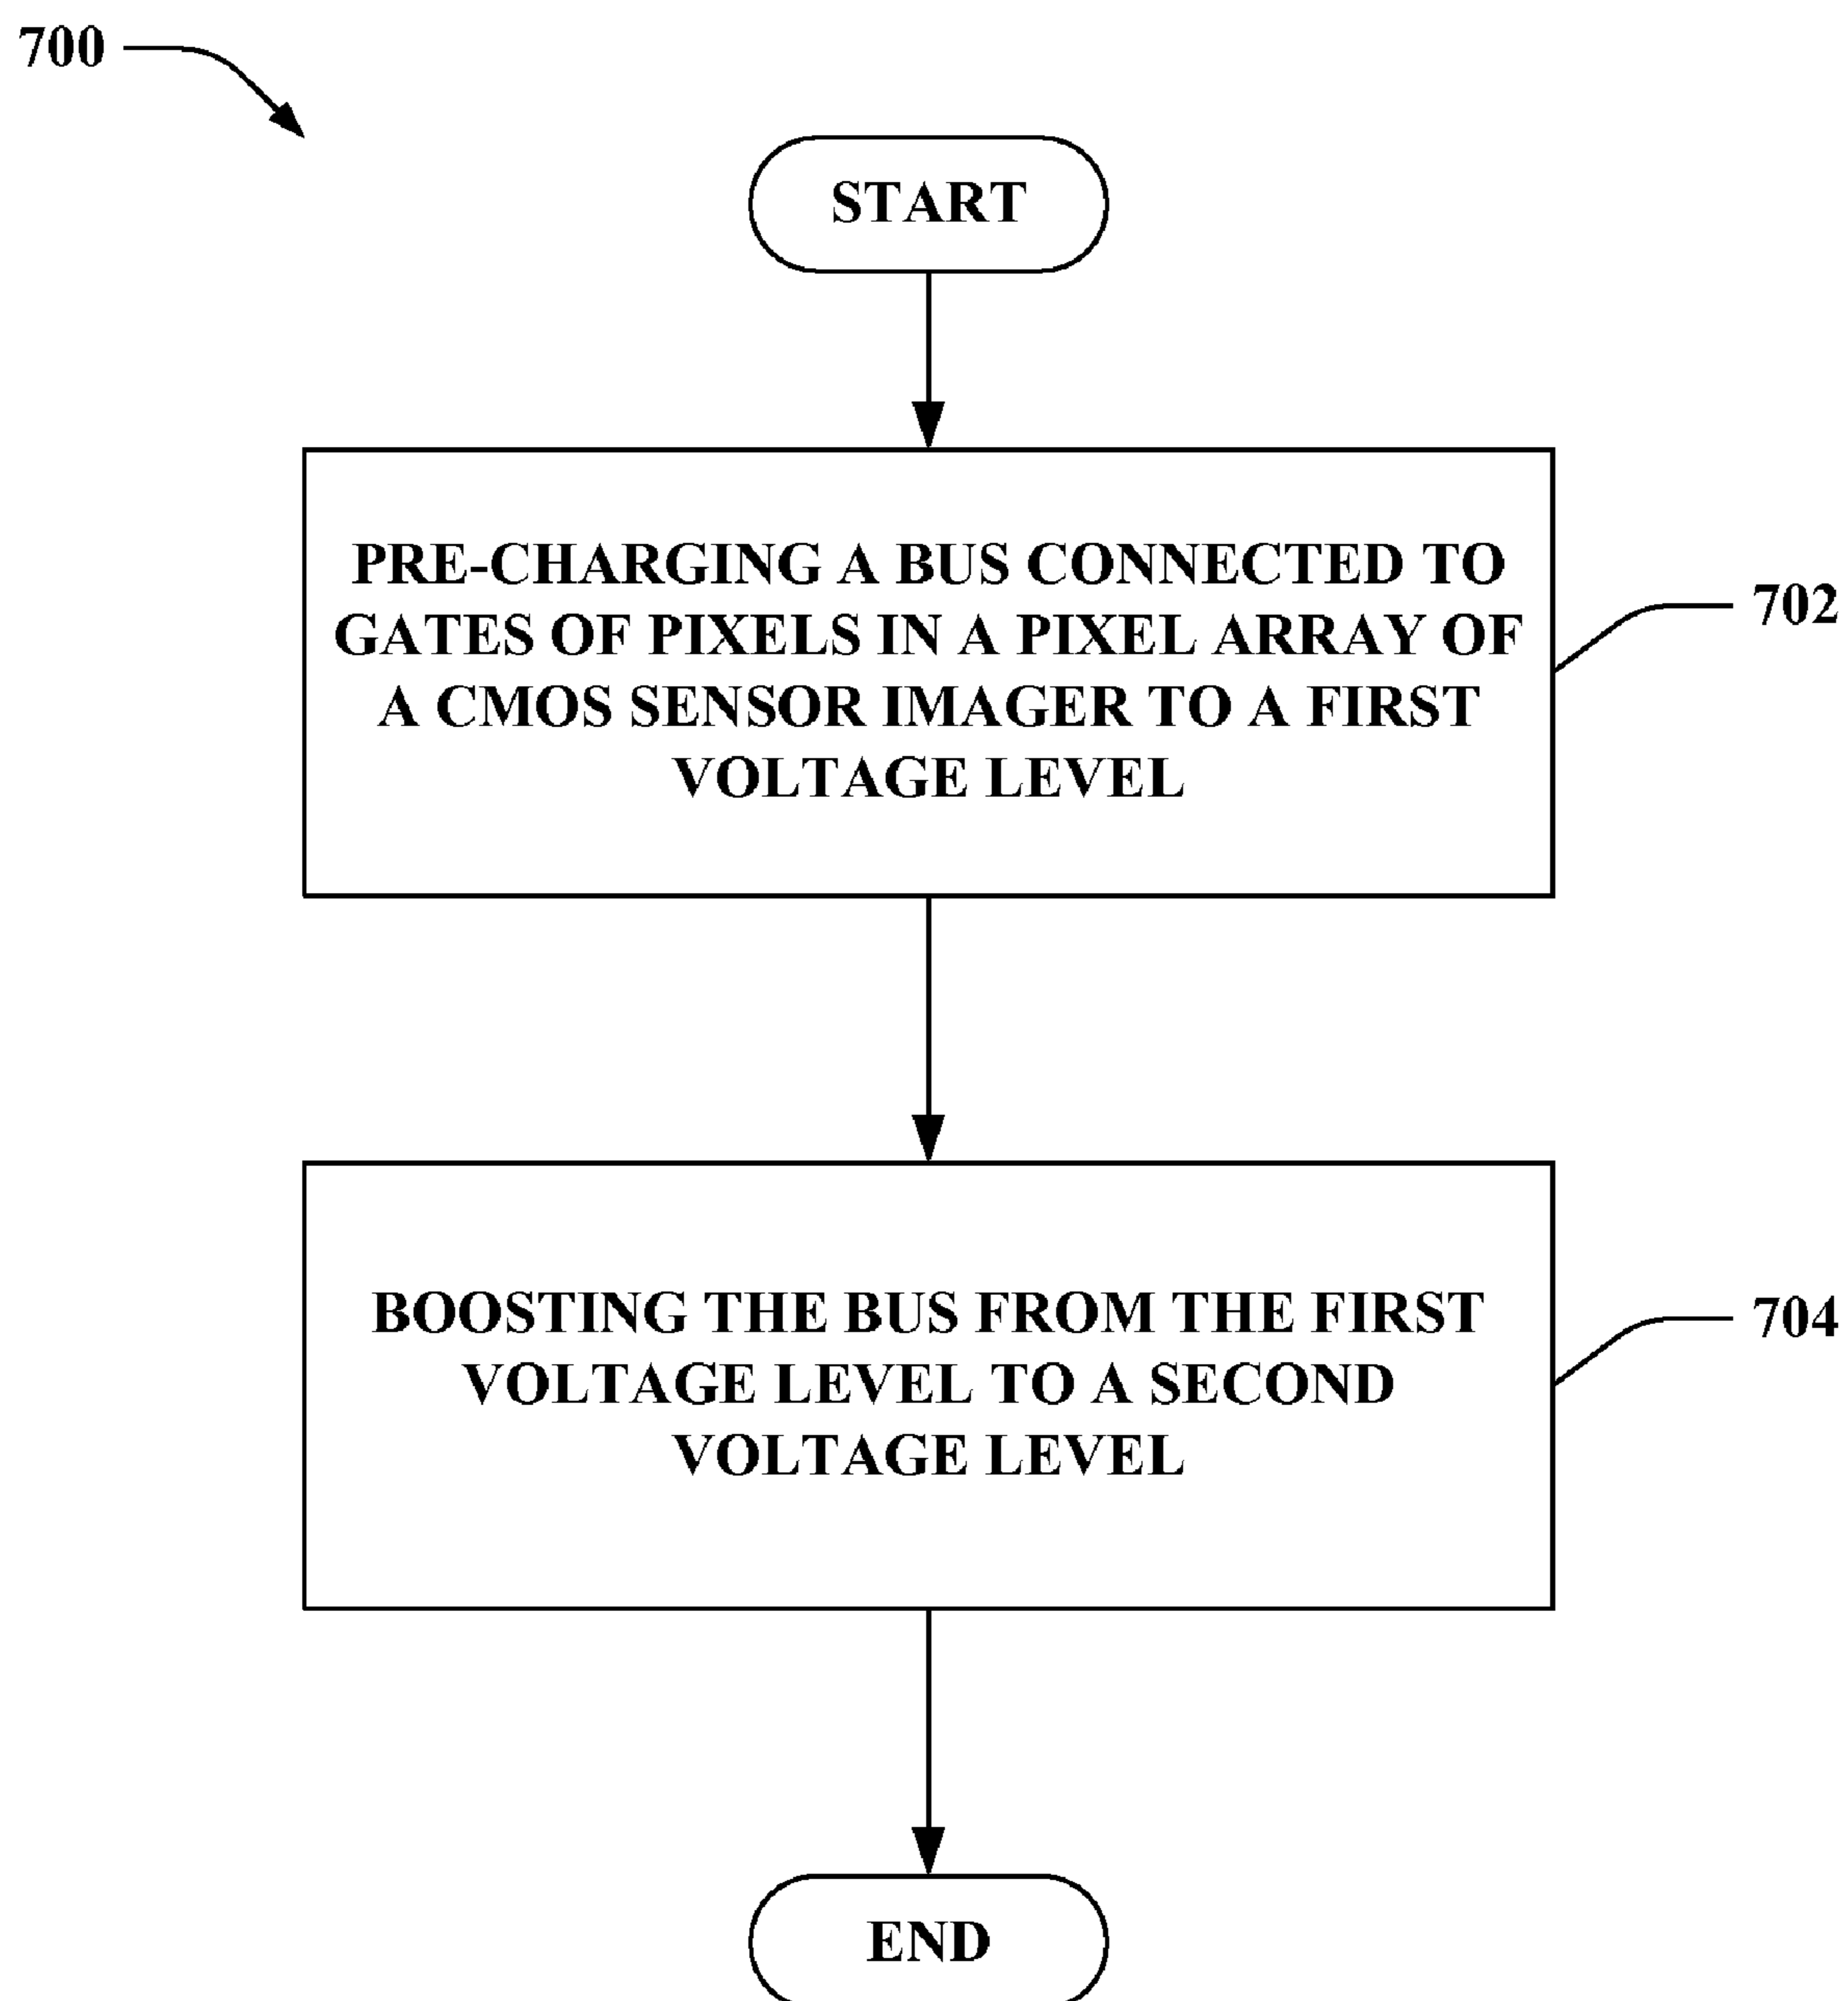 700
START
PRE-CHARGING A BUS CONNECTED TO
GATES OF PIXELS IN A PIXEL ARRAY OF
A CMOS SENSOR IMAGER TO A FIRST
VOLTAGE LEVEL
702
BOOSTING THE BUS FROM THE FIRST
VOLTAGE LEVEL TO A SECOND
VOLTAGE LEVEL
704
END